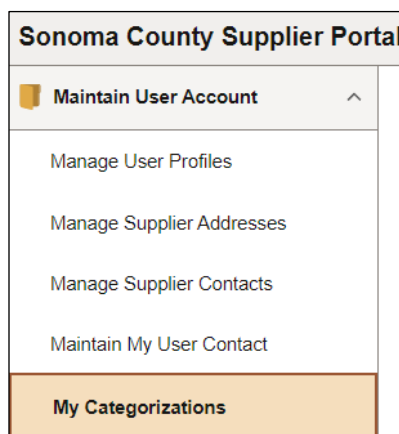 Sonoma County Supplier Portal
Maintain User Account
Manage User Profiles
Manage Supplier Addresses
Manage Supplier Contacts
Maintain My User Contact
My Categorizations